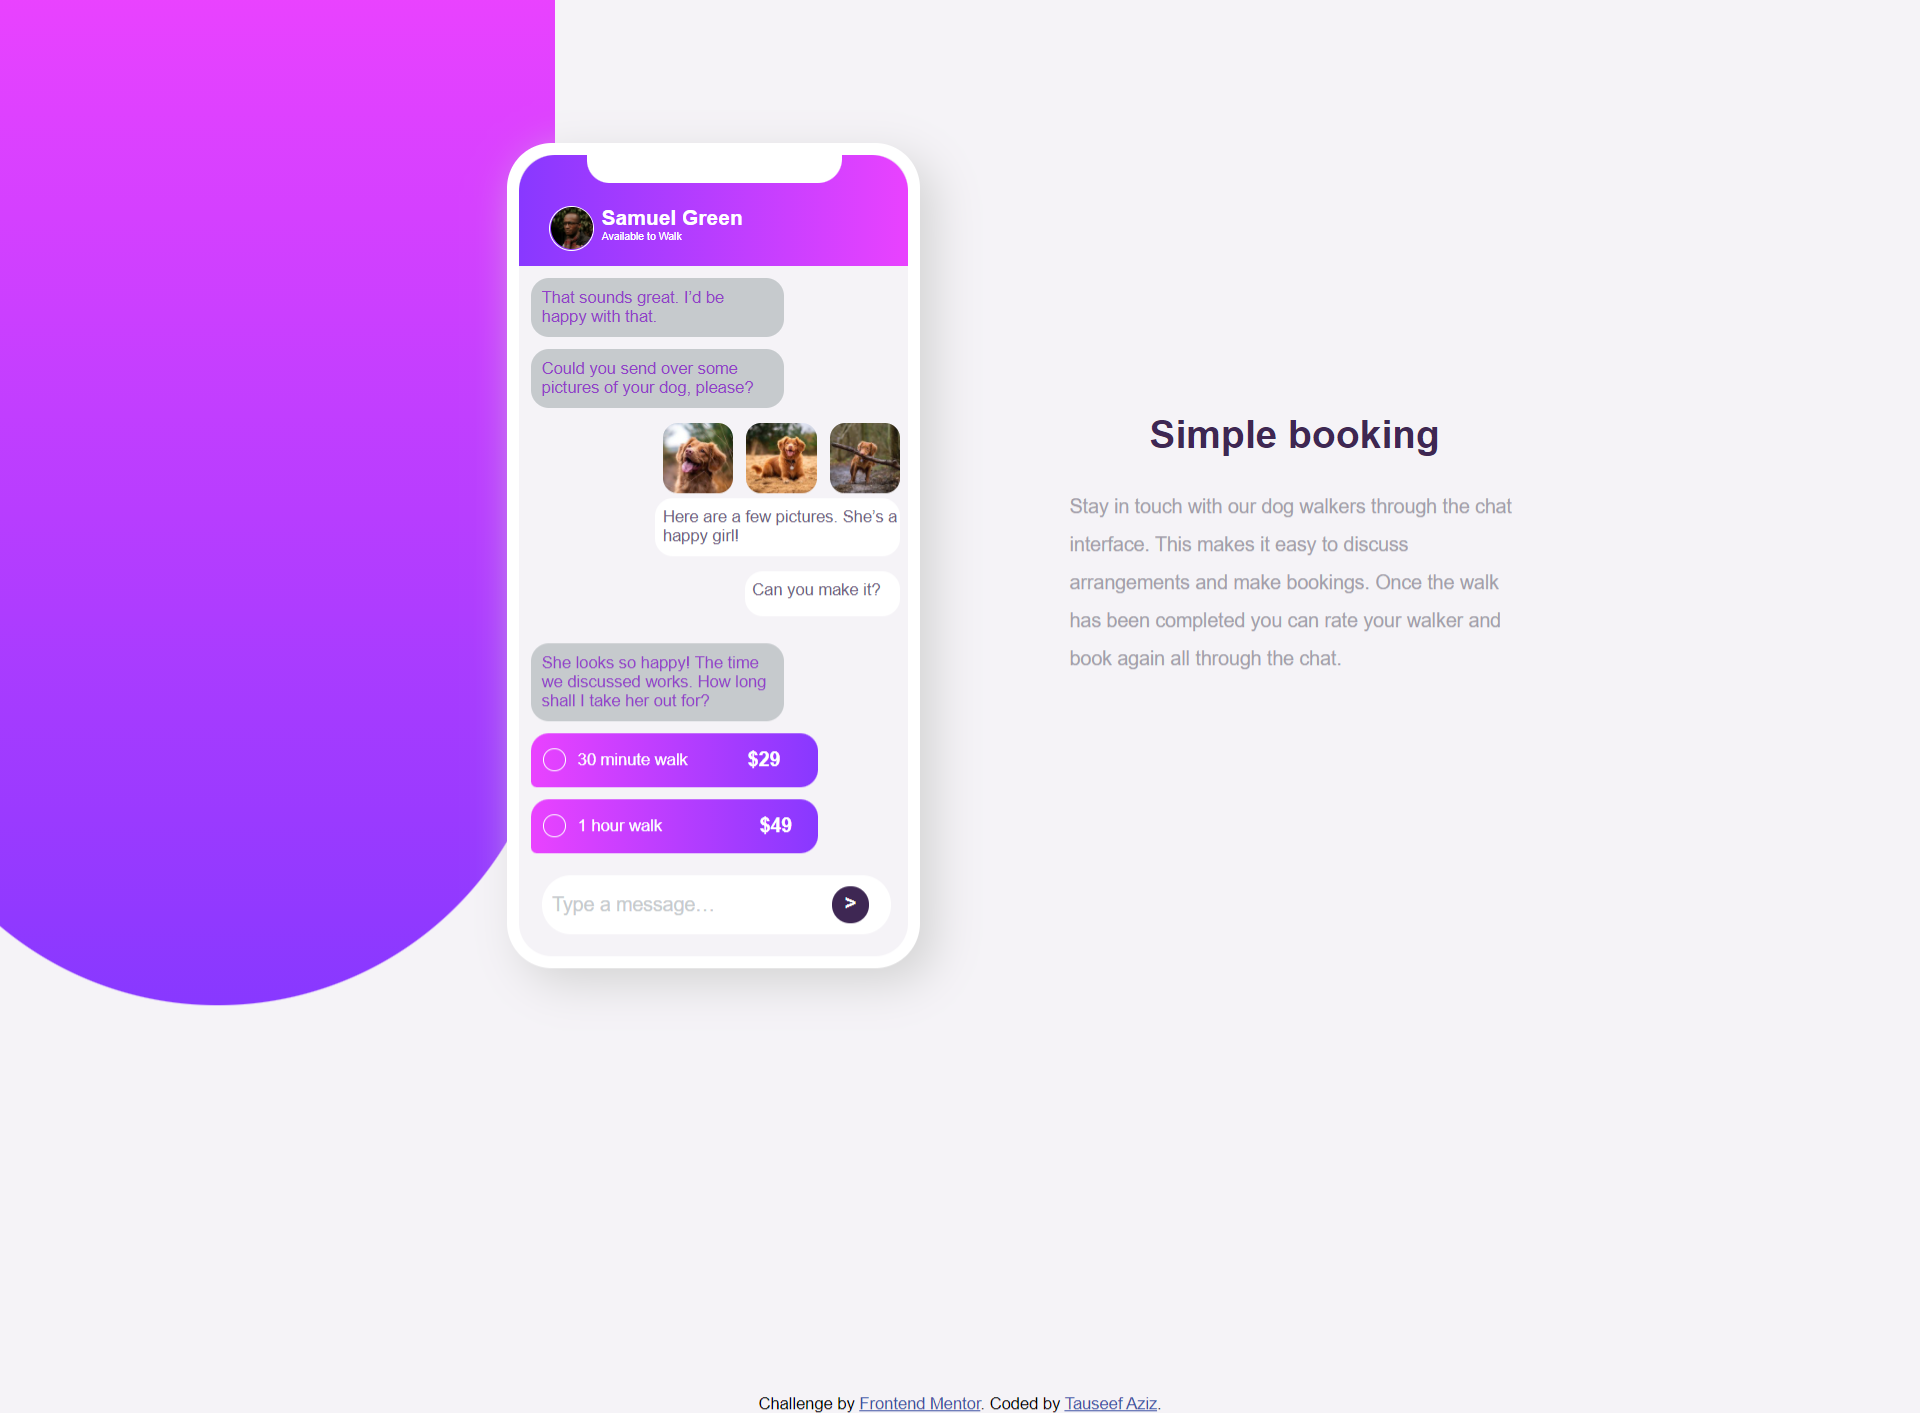 Samuel Green
Available to Walk
That sounds great. I’d be
happy with that.
Could you send over some
pictures of your dog, please?
Here are a few pictures. She’s a
happy girl!
Can you make it?
She looks so happy! The time
we discussed works. How long
shall I take her out for?
30 minute walk $29
1 hour walk $49
Type a message…
>
Simple booking
Stay in touch with our dog walkers through the chat
interface. This makes it easy to discuss
arrangements and make bookings. Once the walk
has been completed you can rate your walker and
book again all through the chat.
Challenge by Frontend Mentor. Coded by Tauseef Aziz.